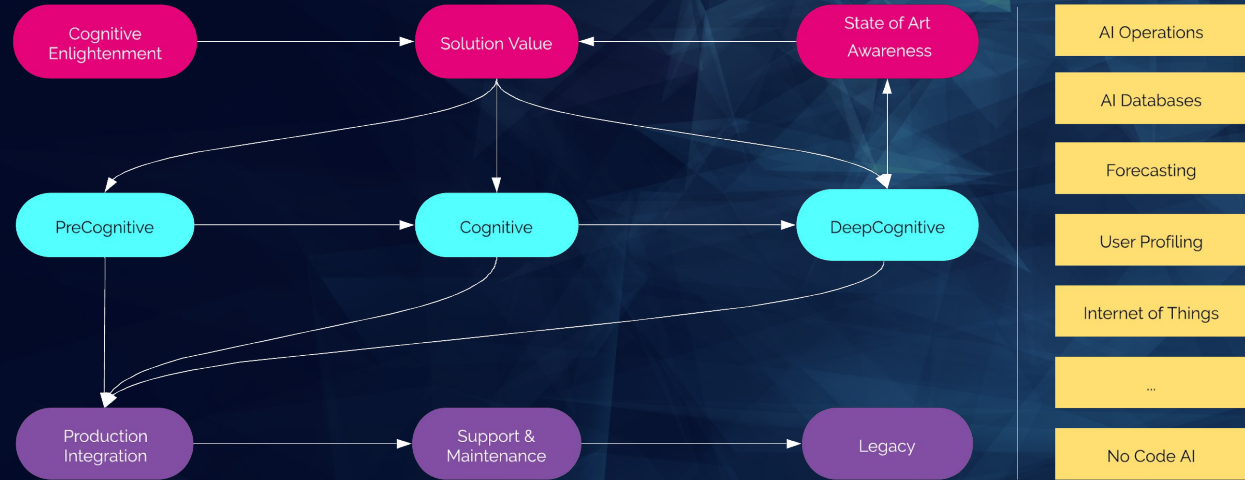 Cognitive
Enlightenment
Solution Value
State of Art
Awareness
PreCognitive
Cognitive
DeepCognitive
Production
Integration
Support &
Maintenance
Legacy
AI Operations
AI Databases
Forecasting
User Profiling
Internet of Things
...
No Code AI